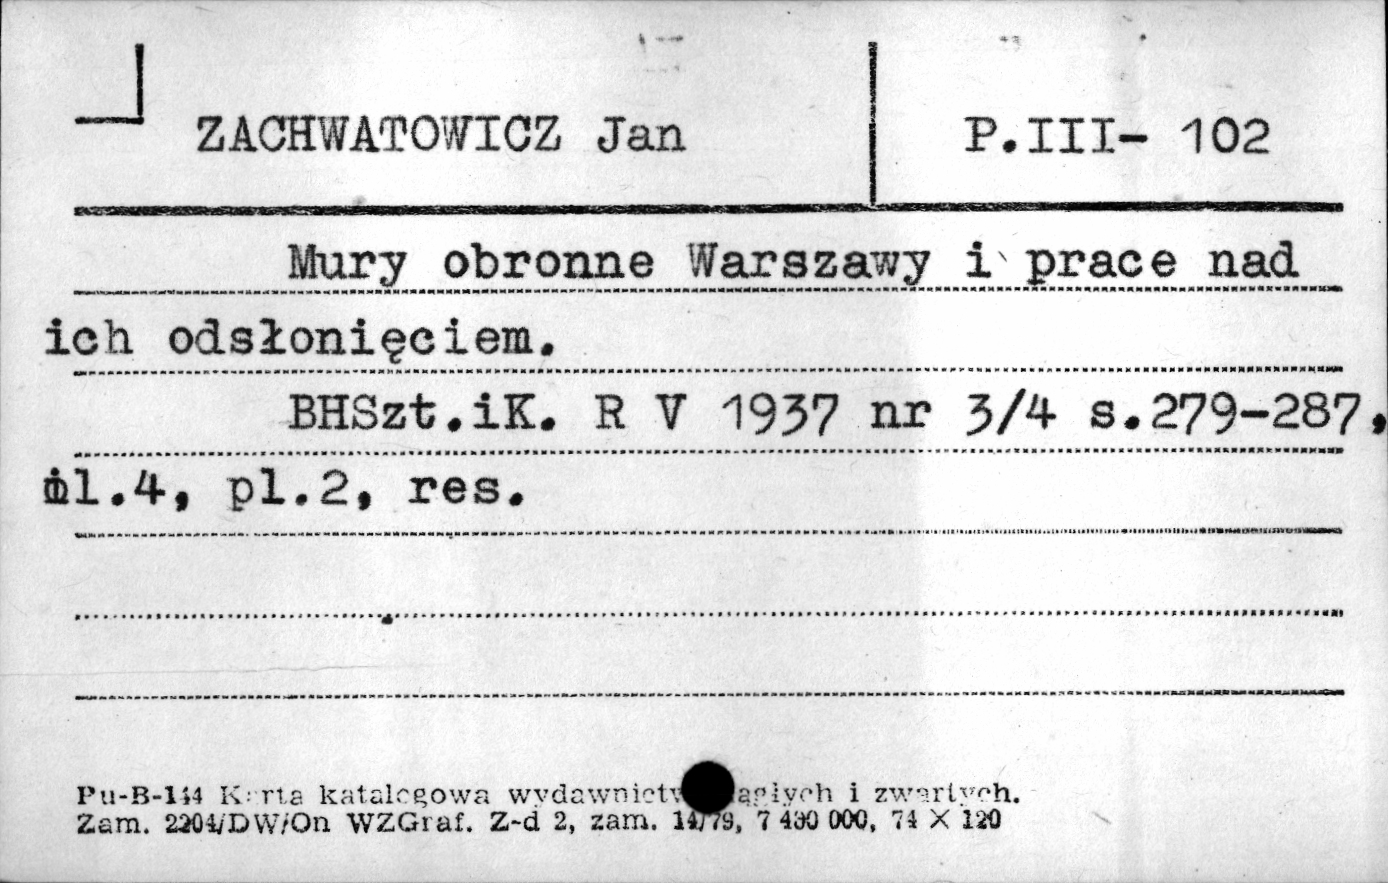 ZACHWATOWICZ Jan
P.III- 102
Mury obronne Warszawy i prace nad
ich odsłonięciem.
BHSzt.iK. R V 1937 nr 3/4 s.279-287,
il.4, pl.2, res.
Pu-B-144 Karta katalogowa wydawnictw ciągłych i zwartych.
Zam. 2204/DW/On WZGraf. Z-d 2, zam. 14/79, 000, 74 X 120